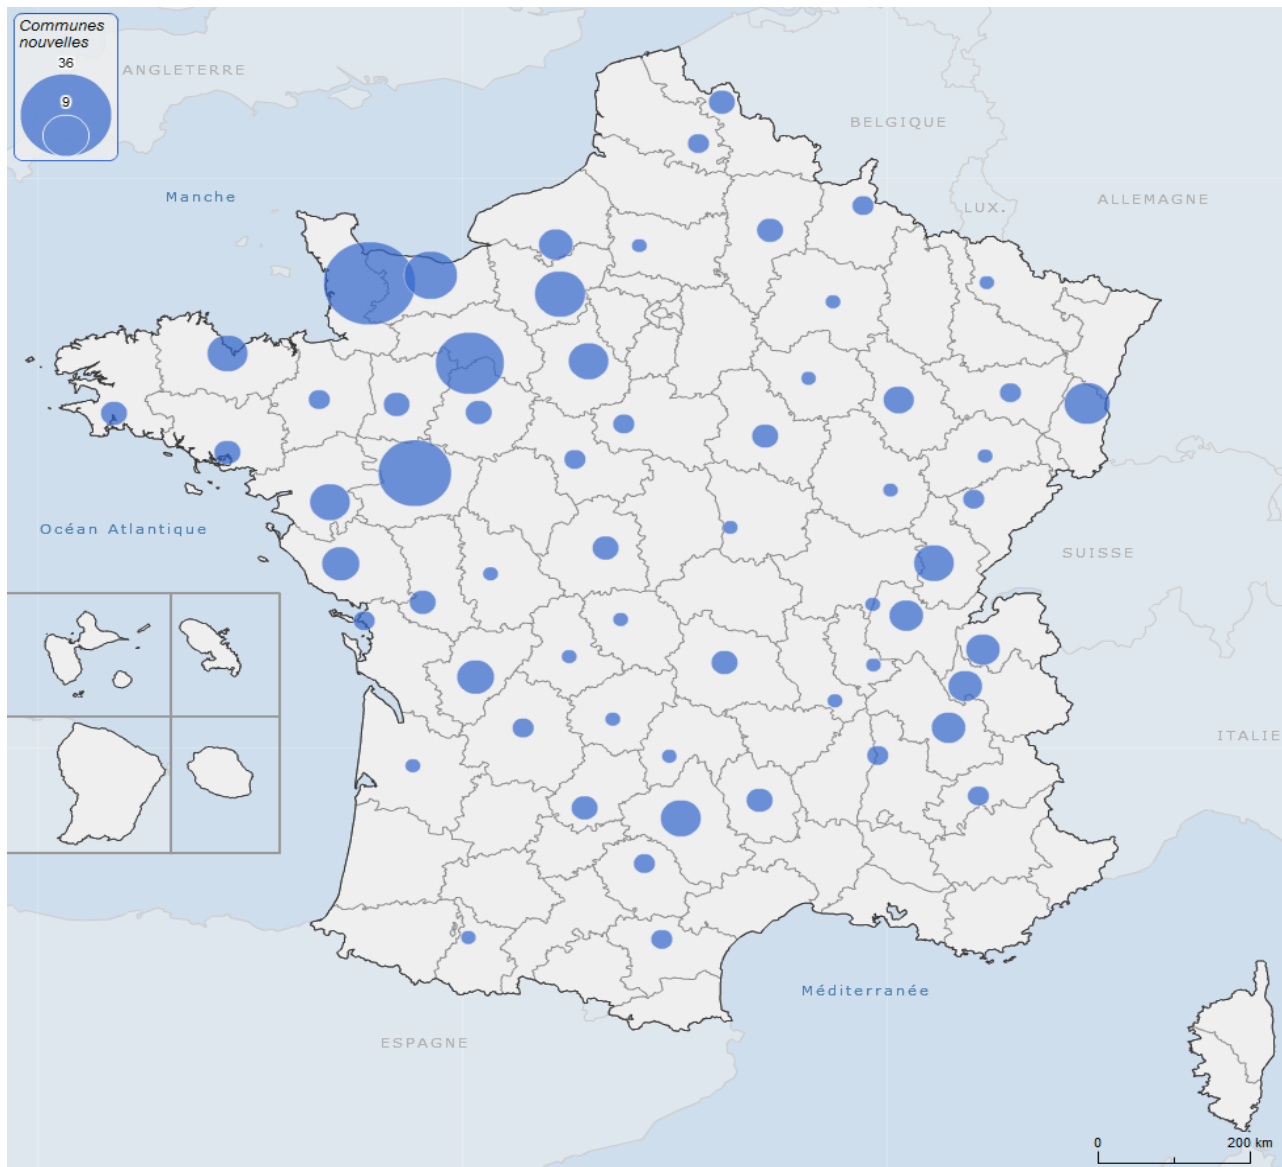 Communes
nouvelles
36
9
ANGLETERRE
BELGIQUE
Manche
LUX.
ALLEMAGNE
Océan Atlantique
SUISSE
ITALIE
Méditerranée
ESPAGNE
0 200 km